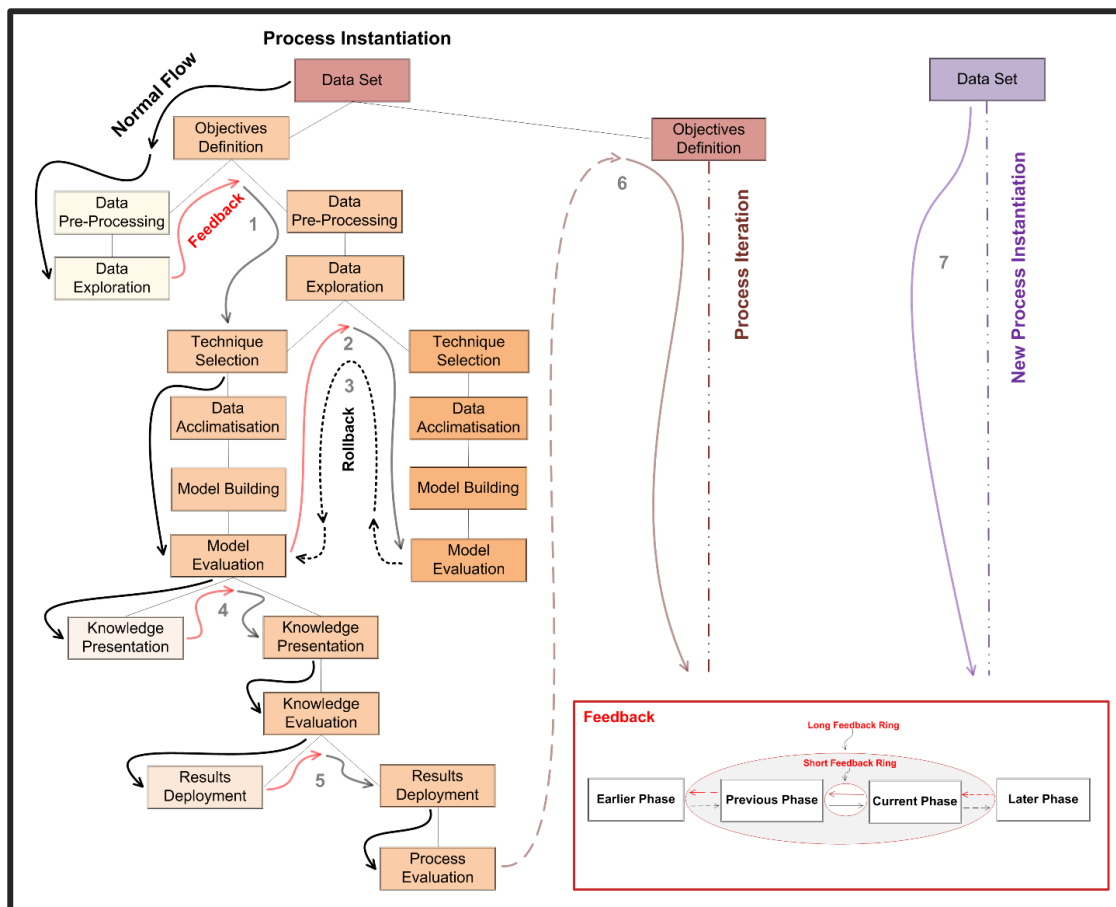 Process Instantiation
Data Set
Data Set
Normal Flow
Objectives
Definition
Objectives
Definition
6
Data
Pre-Processing
Feedback
1
Data
Pre-Processing
Data
Exploration
Data
Exploration
Process Iteration
7
New Process Instantiation
Technique
Selection
2
Technique
Selection
3
Rollback
Data
Acclimatisation
Data
Acclimatisation
Model Building
Model Building
Model
Evaluation
Model
Evaluation
4
Knowledge
Presentation
Knowledge
Presentation
Knowledge
Evaluation
Results
Deployment
5
Results
Deployment
Process
Evaluation
Feedback
Long Feedback Ring
Short Feedback Ring
Earlier Phase
Previous Phase
Current Phase
Later Phase